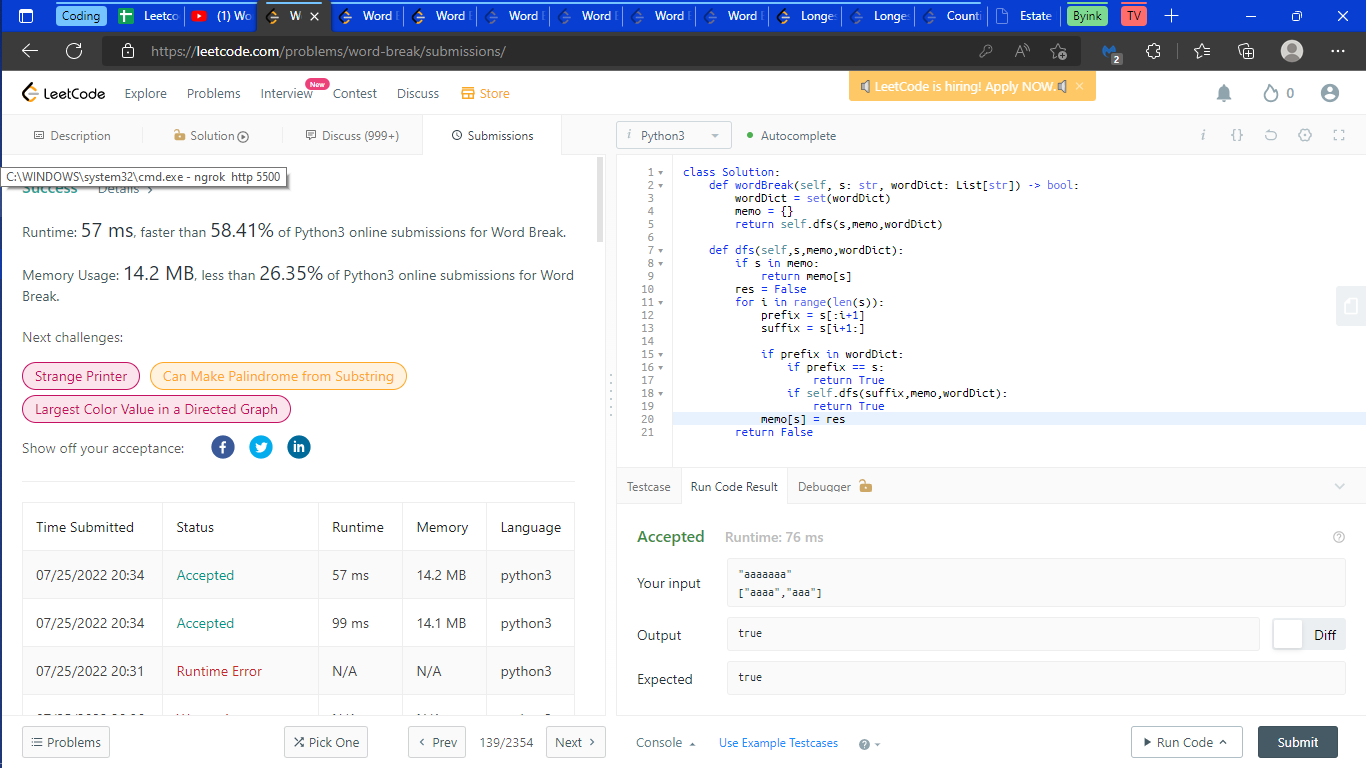 Coding
Leetco
(1) Wo
W
Word
Word
Word
Word
Word
Word
Longe
Longe
Counti
Estate
Byink
TV
https://leetcode.com/problems/word-break/submissions/
2
LeetCode
Explore
Problems
Interview
New
Contest
Discuss
Store
LeetCode is hiring! Apply NOW.
0
Description
Solution
Discuss (999+)
Submissions
C:\WINDOWS\system32\cmd.exe - ngrok  http 5500
Success
Details
Runtime: 57 ms, faster than 58.41% of Python3 online submissions for Word Break.
Memory Usage: 14.2 MB, less than 26.35% of Python3 online submissions for Word
Break.
Next challenges:
Strange Printer
Can Make Palindrome from Substring
Largest Color Value in a Directed Graph
Show off your acceptance:
Time Submitted Status Runtime Memory Language
07/25/2022 20:34 Accepted 57 ms 14.2 MB python3
07/25/2022 20:34 Accepted 99 ms 14.1 MB python3
07/25/2022 20:31 Runtime Error N/A N/A python3
Problems
Pick One
Prev
139/2354
Next
i Python3
Autocomplete
i {}
1 class Solution:
2     def wordBreak(self, s: str, wordDict: List[str]) -> bool:
3         wordDict = set(wordDict)
4         memo = {}
5         return self.dfs(s,memo,wordDict)
6
7     def dfs(self,s,memo,wordDict):
8         if s in memo:
9             return memo[s]
10         res = False
11         for i in range(len(s)):
12             prefix = s[:i+1]
13             suffix = s[i+1:]
14
15             if prefix in wordDict:
16                 if prefix == s:
17                     return True
18                 if self.dfs(suffix,memo,wordDict):
19                     return True
20             memo[s] = res
21         return False
Testcase
Run Code Result
Debugger
Accepted
Runtime: 76 ms
Your input
"aaaaaaa"
["aaaa","aaa"]
Output
true
Diff
Expected
true
Console
Use Example Testcases
Run Code
Submit